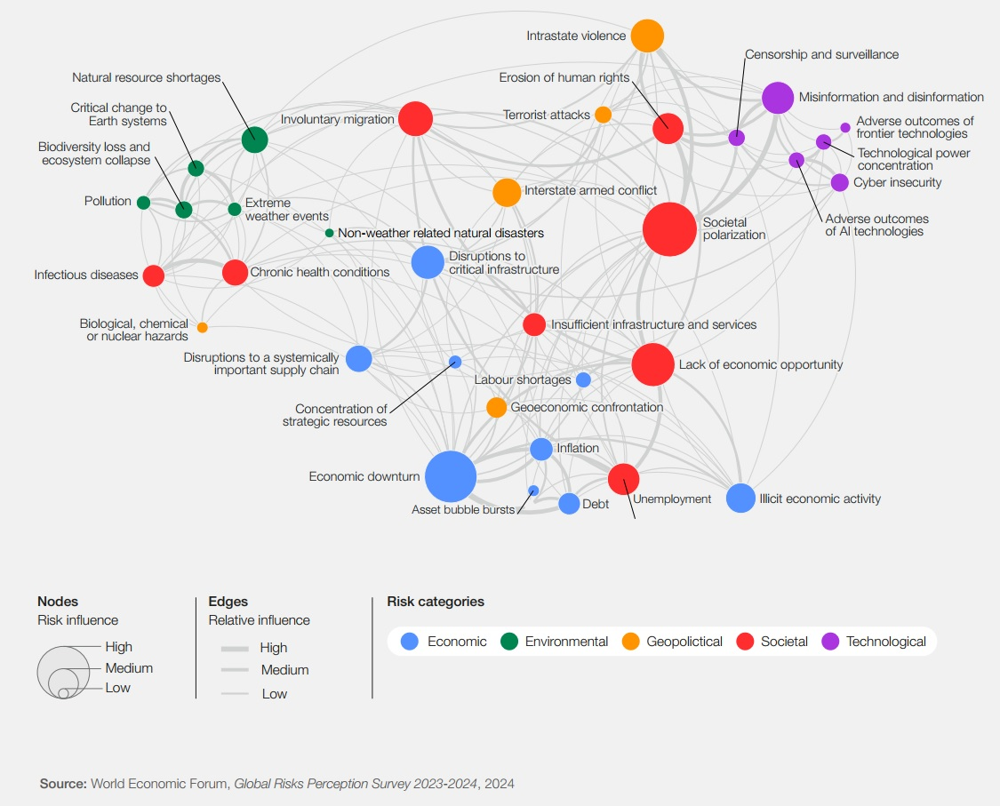 Intrastate violence
Censorship and surveillance
Natural resource shortages
Erosion of human rights
Misinformation and disinformation
Critical change to
Earth systems
Involuntary migration
Terrorist attacks
Adverse outcomes of
frontier technologies
Biodiversity loss and
ecosystem collapse
Technological power
concentration
Cyber insecurity
Interstate armed conflict
Pollution
Extreme
weather events
Adverse outcomes
of AI technologies
Societal
polarization
Non-weather related natural disasters
Disruptions to
critical infrastructure
Infectious diseases
Chronic health conditions
Biological, chemical
or nuclear hazards
Insufficient infrastructure and services
Disruptions to a systemically
important supply chain
Lack of economic opportunity
Labour shortages
Concentration of
strategic resources
Geoeconomic confrontation
Inflation
Economic downturn
Asset bubble bursts
Debt
Unemployment
Illicit economic activity
Nodes
Risk influence
High
Medium
Low
Edges
Relative influence
High
Medium
Low
Risk categories
Economic
Environmental
Geopolictical
Societal
Technological
Source: World Economic Forum, Global Risks Perception Survey 2023-2024, 2024